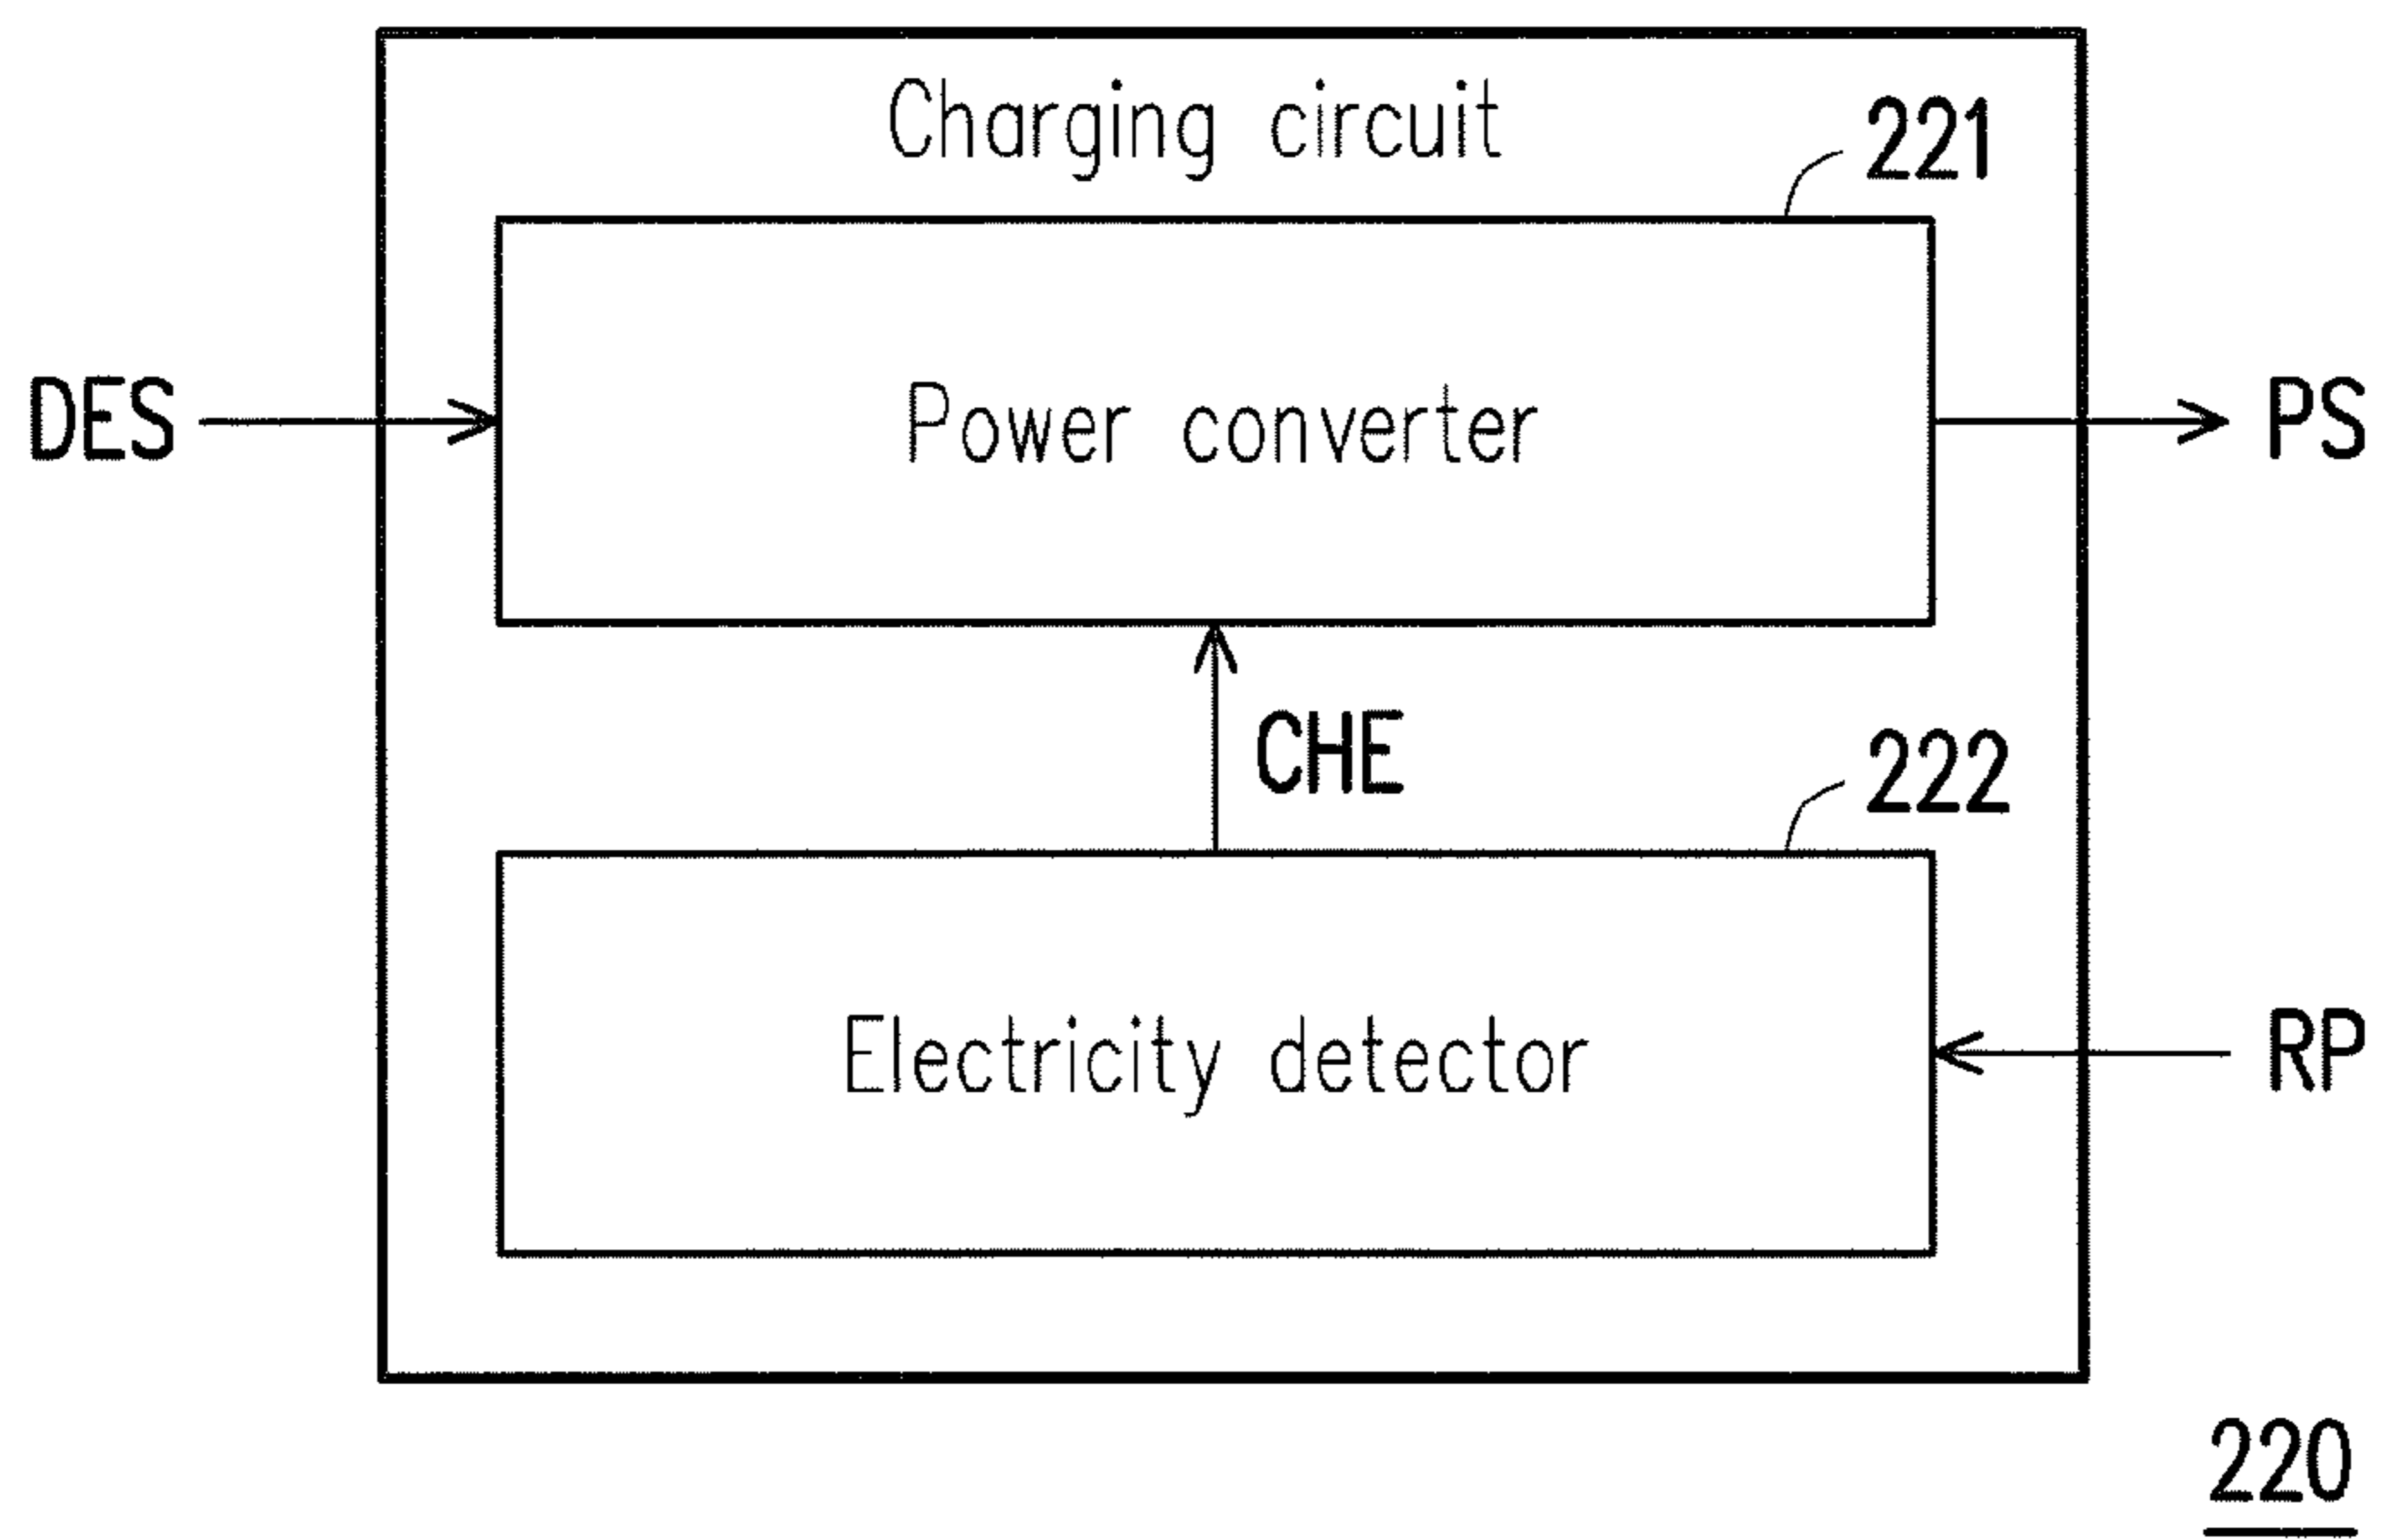 Charging circuit
221
DES
Power converter
PS
CHE
222
Electricity detector
RP
220